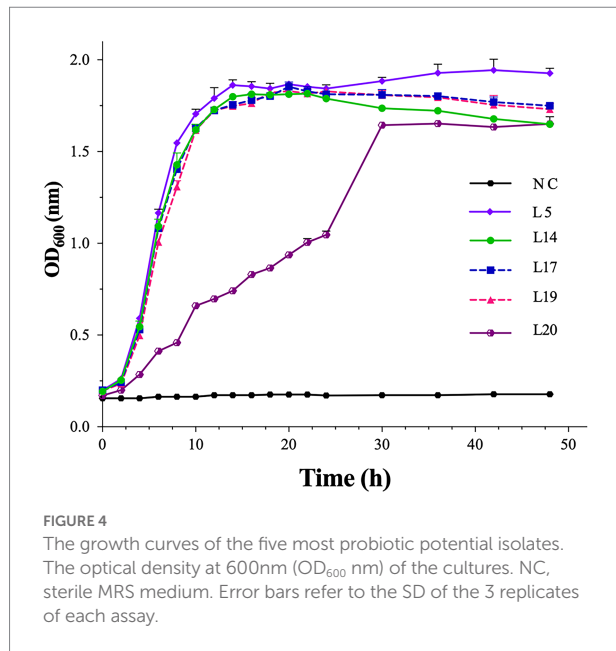 2.0
1.5
1.0
0.5
0.0
OD600 (nm)
0
10
20
30
40
50
Time (h)
NC
L5
L14
L17
L19
L20
FIGURE 4
The growth curves of the five most probiotic potential isolates.
The optical density at 600nm (OD600 nm) of the cultures. NC,
sterile MRS medium. Error bars refer to the SD of the 3 replicates
of each assay.